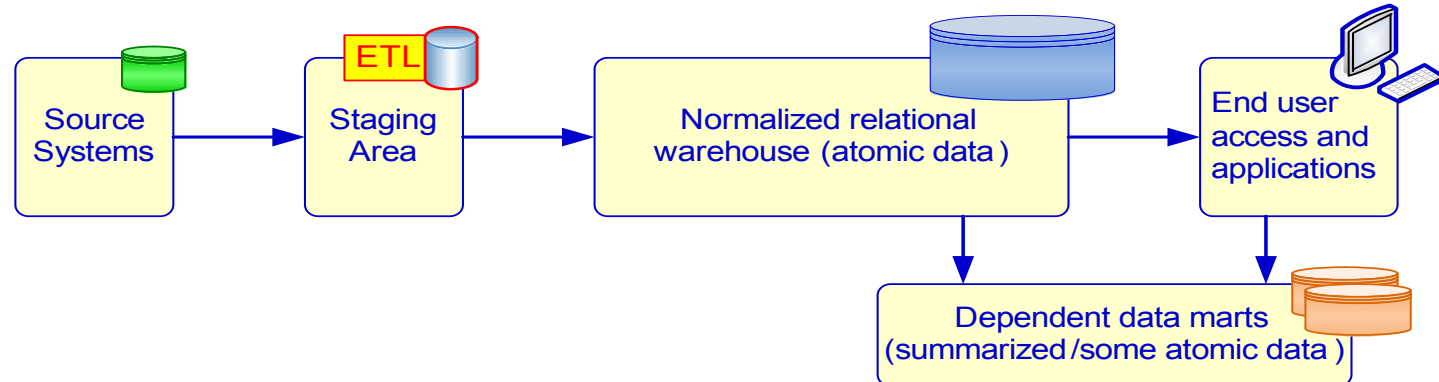 Source
Systems
ETL
Staging
Area
Normalized relational
warehouse (atomic data)
End user
access and
applications
Dependent data marts
(summarized/some atomic data)